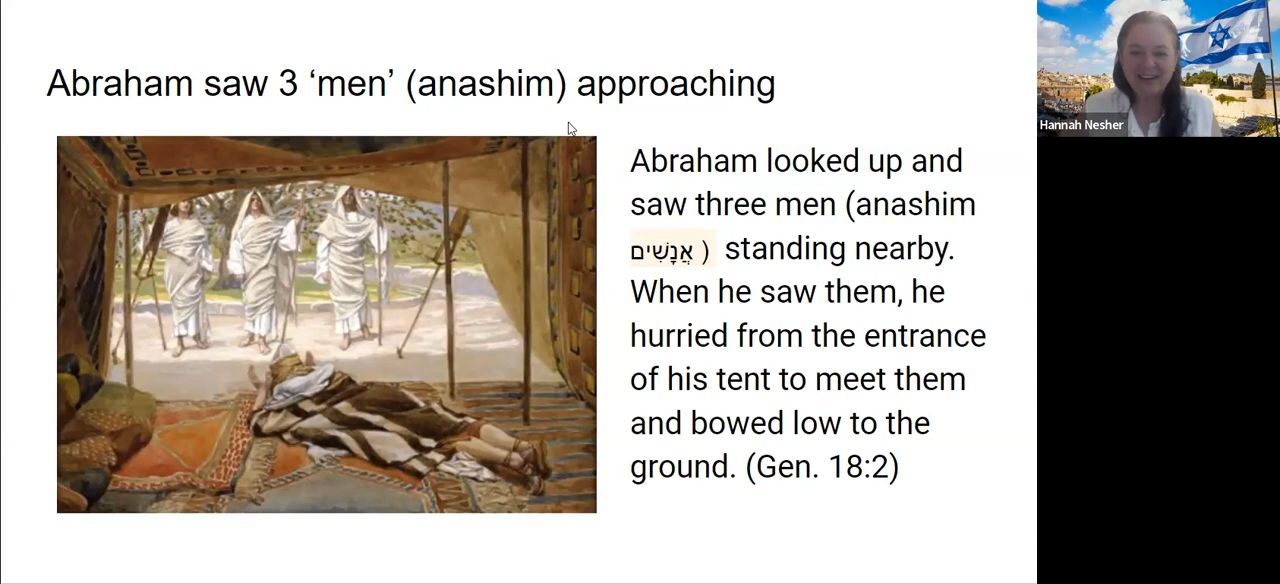 Abraham saw 3 ‘men’ (anashim) approaching
Abraham looked up and
saw three men (anashim
אֲנָשִׁים ) standing nearby.
When he saw them, he
hurried from the entrance
of his tent to meet them
and bowed low to the
ground. (Gen. 18:2)
Hannah Nesher